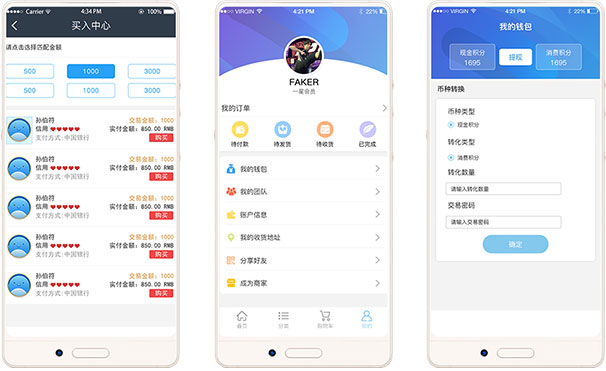 Carrier
4:34 PM
100%
买入中心
请点击选择匹配金额
500
1000
3000
500
1000
3000
孙伯符
交易金额：1000
信用
实付金额：850.00 RMB
支付方式：中国银行
购买
孙伯符
交易金额：1000
信用
实付金额：850.00 RMB
支付方式：中国银行
购买
孙伯符
交易金额：1000
信用
实付金额：850.00 RMB
支付方式：中国银行
购买
孙伯符
交易金额：1000
信用
实付金额：850.00 RMB
支付方式：中国银行
购买
孙伯符
交易金额：1000
信用
实付金额：850.00 RMB
支付方式：中国银行
购买
VIRGIN
4:21 PM
22%
FAKER
一星会员
我的订单
待付款
待发货
待收货
已完成
我的钱包
我的团队
账户信息
我的收货地址
分享好友
成为商家
首页
分类
购物车
我的
VIRGIN
4:21 PM
22%
我的钱包
现金积分
1695
提现
消费积分
1695
币种转换
币种类型
现金积分
转化类型
消费积分
转化数量
请输入转化数量
交易密码
请输入交易密码
确定